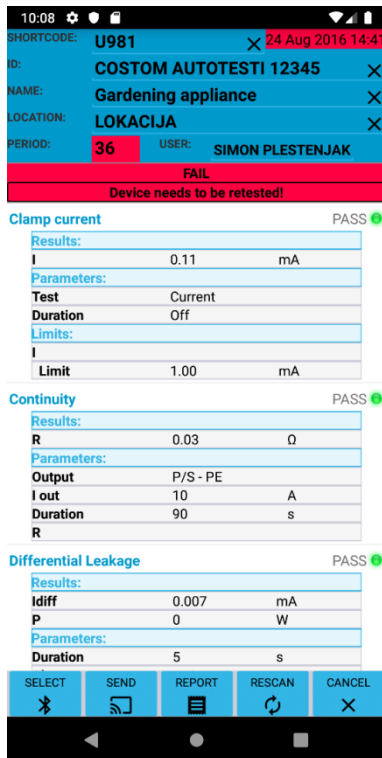 10:08
SHORTCODE: U981 24 Aug 2016 14:41
ID: COSTOM AUTOTESTI 12345
NAME: Gardening appliance
LOCATION: LOKACIJA
PERIOD: 36 USER: SIMON PLESTENJAK
FAIL
Device needs to be retested!
Clamp current PASS
Results:
I 0.11 mA
Parameters:
Test Current
Duration Off
Limits:
I
Limit 1.00 mA
Continuity PASS
Results:
R 0.03 Ω
Parameters:
Output P/S - PE
I out 10 A
Duration 90 s
R
Differential Leakage PASS
Results:
Idiff 0.007 mA
P 0 W
Parameters:
Duration 5 s
SELECT SEND REPORT RESCAN CANCEL